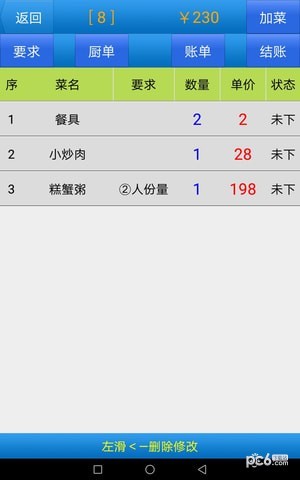 返回 [8] ￥230 加菜
要求 厨单 账单 结账
序 菜名 要求 数量 单价 状态
1 餐具 2 2 未下
2 小炒肉 1 28 未下
3 糕蟹粥 ②人份量 1 198 未下
左滑<－删除修改
pc6.com